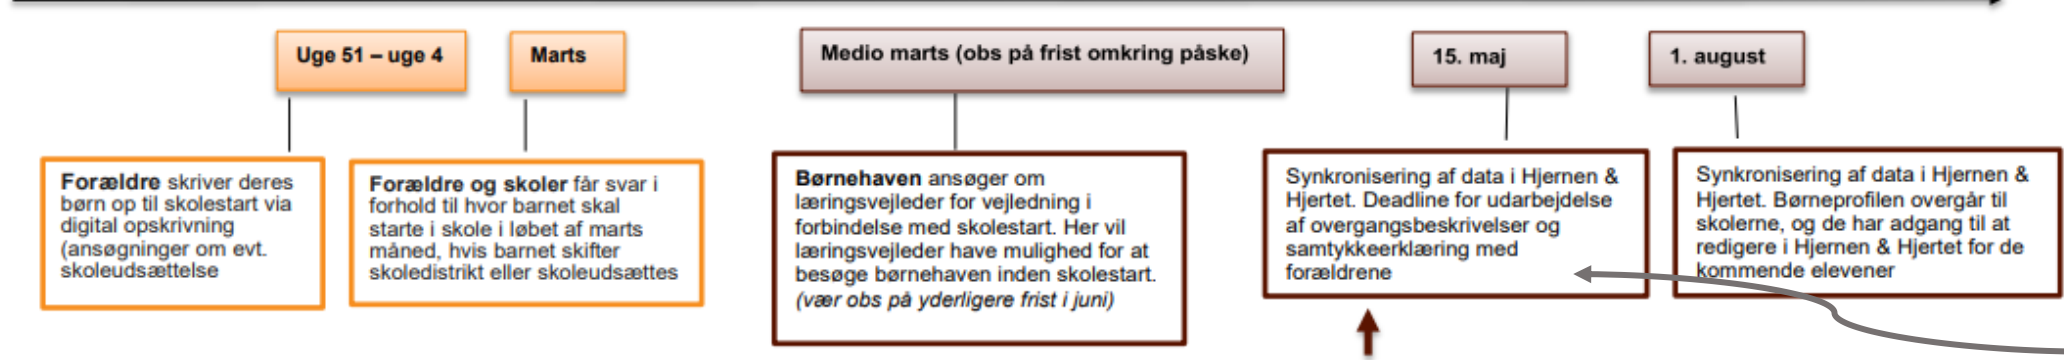 Uge 51 – uge 4
Marts
Medio marts (obs på frist omkring påske)
15. maj
1. august
Forældre skriver deres
børn op til skolestart via
digital opskrivning
(ansøgninger om evt.
skoleudsættelse
Forældre og skoler får svar i
forhold til hvor barnet skal
starte i skole i løbet af marts
måned, hvis barnet skifter
skoledistrikt eller skoleudsættes
Børnehaven ansøger om
læringsvejleder for vejledning i
forbindelse med skolestart. Her vil
læringsvejleder have mulighed for at
besøge børnehaven inden skolestart.
(vær obs på yderligere frist i juni)
Synkronisering af data i Hjernen &
Hjertet. Deadline for udarbejdelse
af overgangsbeskrivelser og
samtykkeerklæring med
forældrene
Synkronisering af data i Hjernen &
Hjertet. Børneprofilen overgår til
skolerne, og de har adgang til at
redigere i Hjernen & Hjertet for de
kommende elevener